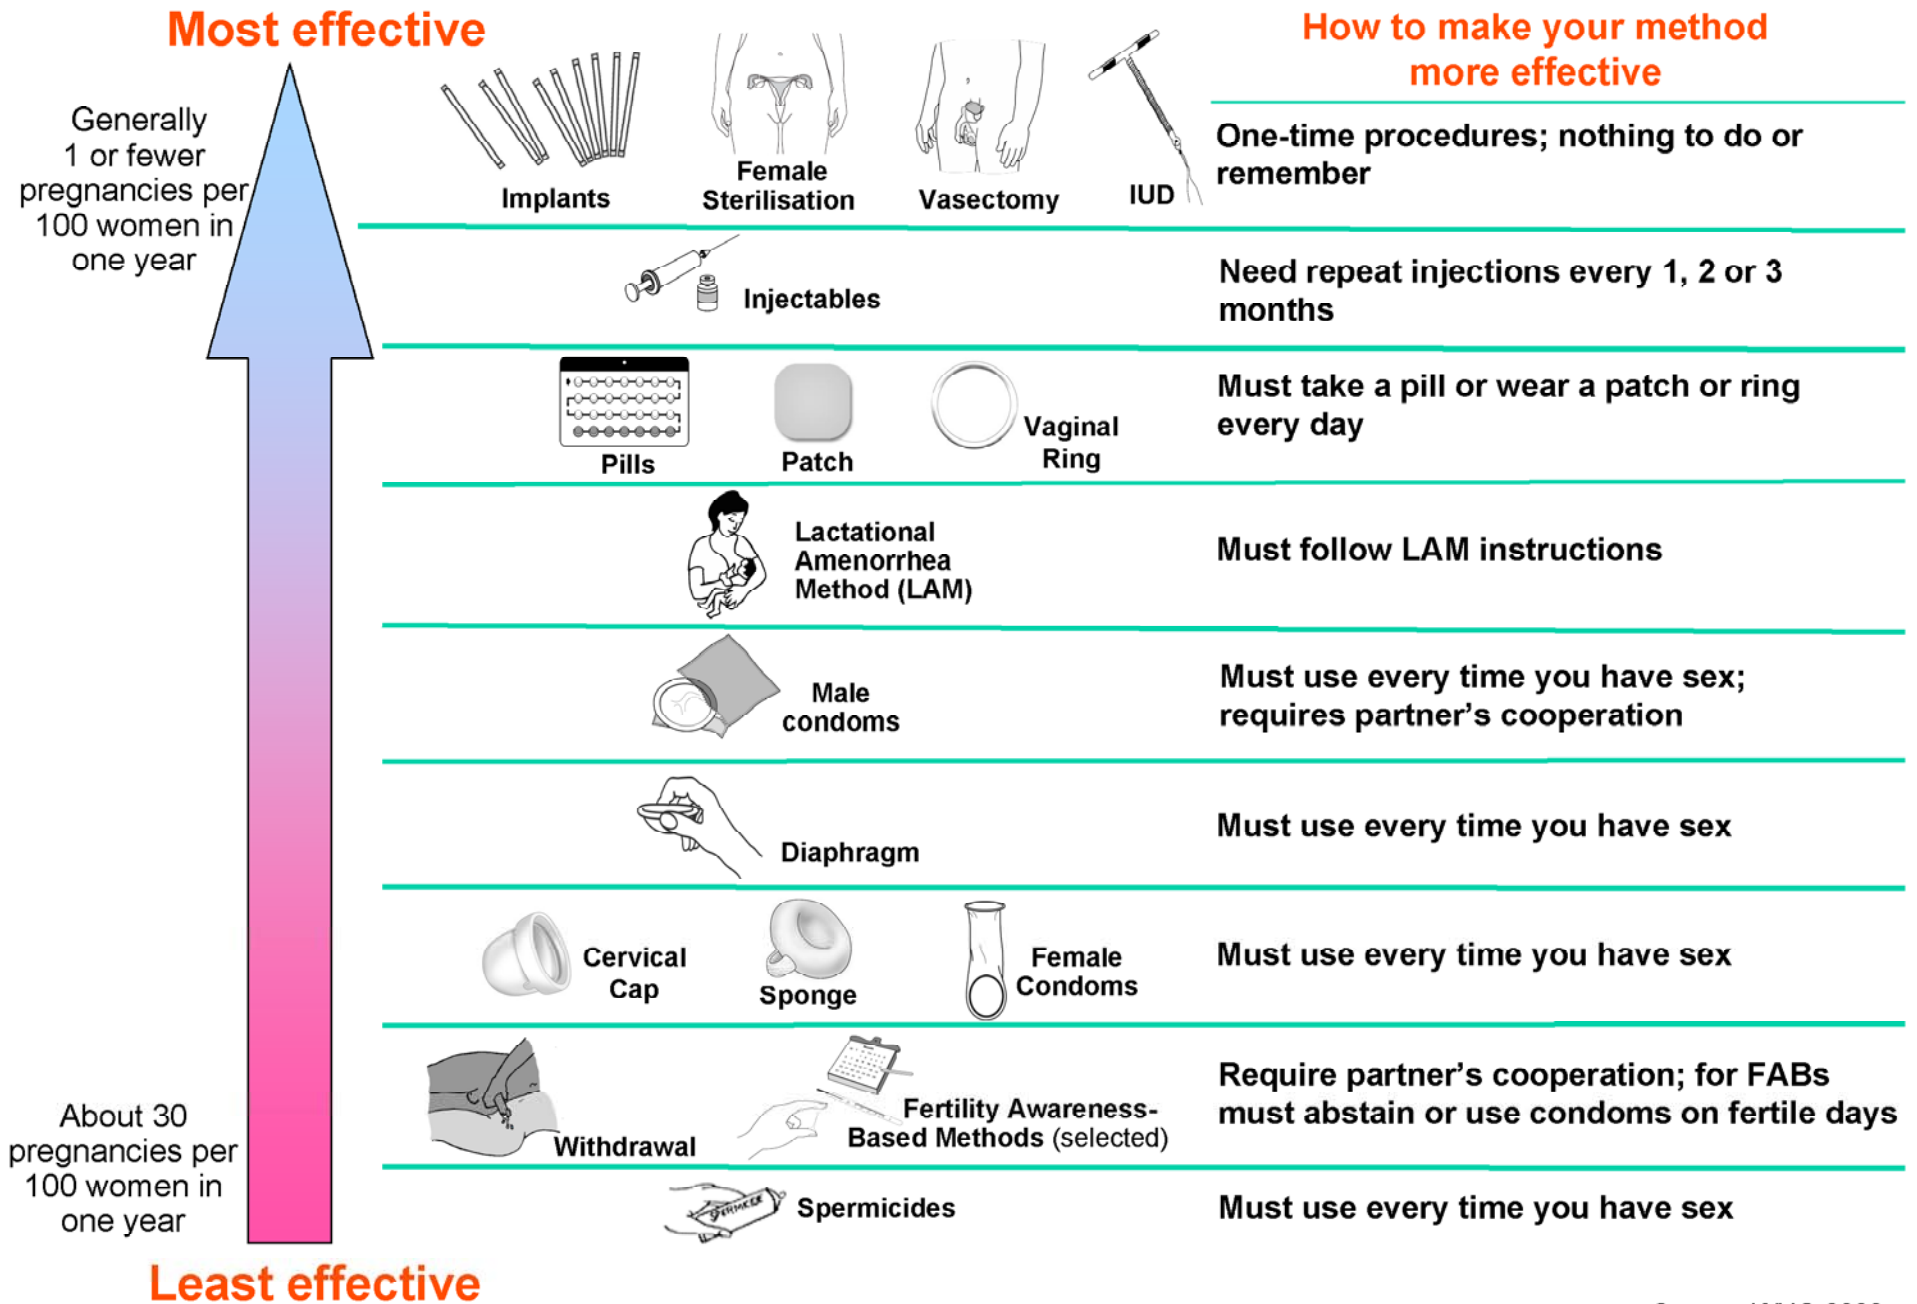 Most effective
How to make your method
more effective
Generally
1 or fewer
pregnancies per
100 women in
one year
Implants
Female
Sterilisation
Vasectomy
IUD
One-time procedures; nothing to do or
remember
Injectables
Need repeat injections every 1, 2 or 3
months
Pills
Patch
Vaginal
Ring
Must take a pill or wear a patch or ring
every day
Lactational
Amenorrhea
Method (LAM)
Must follow LAM instructions
Male
condoms
Must use every time you have sex;
requires partner’s cooperation
Diaphragm
Must use every time you have sex
Cervical
Cap
Sponge
Female
Condoms
Must use every time you have sex
Withdrawal
Fertility Awareness-
Based Methods (selected)
Require partner’s cooperation; for FABs
must abstain or use condoms on fertile days
About 30
pregnancies per
100 women in
one year
Spermicides
Must use every time you have sex
Least effective